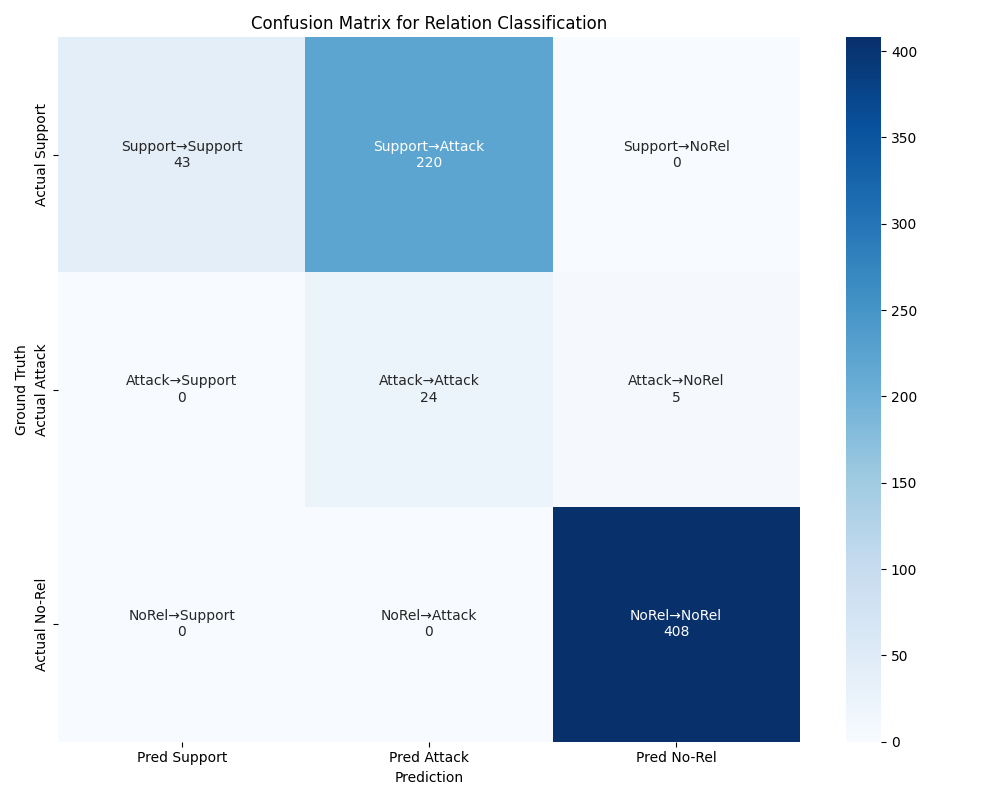 Confusion Matrix for Relation Classification
Support→Support
43
Support→Attack
220
Support→NoRel
0
Attack→Support
0
Attack→Attack
24
Attack→NoRel
5
NoRel→Support
0
NoRel→Attack
0
NoRel→NoRel
408
Ground Truth
Actual Support
Actual Attack
Actual No-Rel
Pred Support
Pred Attack
Pred No-Rel
Prediction
400
350
300
250
200
150
100
50
0